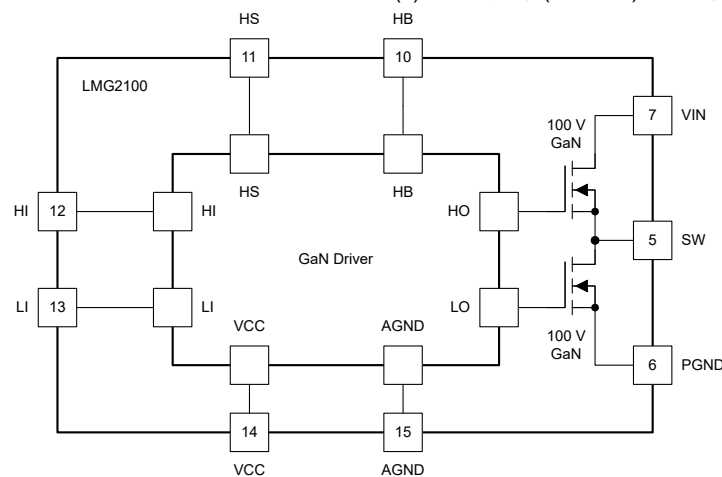 HS
HB
11
10
LMG2100
7
VIN
100 V
GaN
HS
HB
HI
12
HI
HO
5
SW
GaN Driver
LI
13
LI
LO
VCC
AGND
100 V
GaN
6
PGND
14
15
VCC
AGND